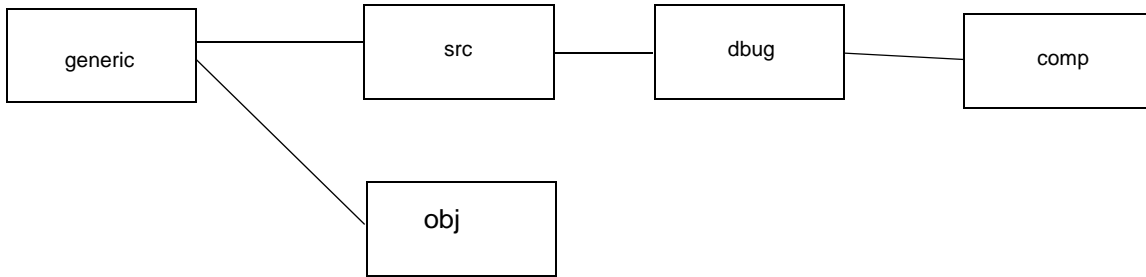 generic
src
dbug
comp
obj